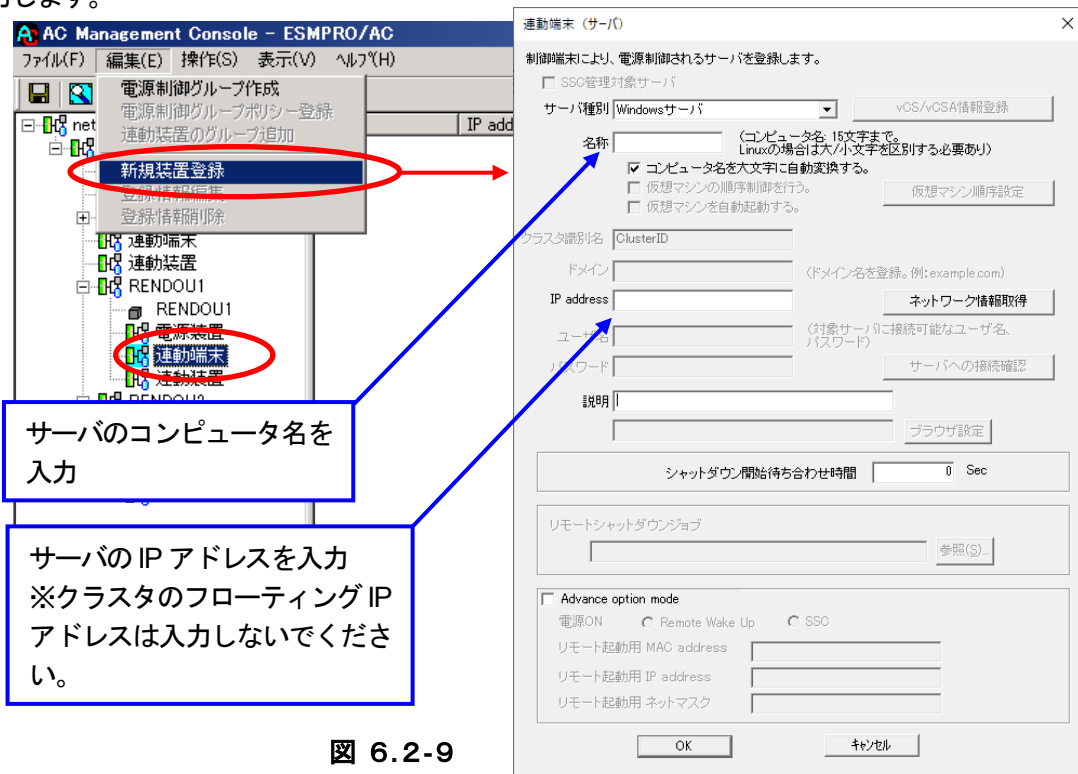 力します。
AC Management Console - ESMPRO/AC
ファイル(F) 編集(E) 操作(S) 表示(V) ヘルプ(H)
電源制御グループ作成
電源制御グループポリシー登録
連動装置のグループ追加
新規装置登録
登録情報編集
登録情報削除
net
IP add
連動端末
連動装置
RENDOU1
RENDOU1
電源装置
連動端末
連動装置
RENDOU2
サーバのコンピュータ名を
入力
サーバの IP アドレスを入力
※クラスタのフローティング IP
アドレスは入力しないでくださ
い。
図 6.2-9
連動端末（サーバ）
制御端末により、電源制御されるサーバを登録します。
SSC管理対象サーバ
サーバ種別 Windowsサーバ vCS/vCSA情報登録
名称 (コンピュータ名: 15文字まで。
Linuxの場合は大/小文字を区別する必要あり)
コンピュータ名を大文字に自動変換する。
仮想マシンの順序制御を行う。 仮想マシン順序設定
仮想マシンを自動起動する。
クラスタ識別名 ClusterID
ドメイン (ドメイン名を登録。例:example.com)
IP address ネットワーク情報取得
ユーザ名 (対象サーバに接続可能なユーザ名、
パスワード)
パスワード サーバへの接続確認
説明
ブラウザ設定
シャットダウン開始待ち合わせ時間 0 Sec
リモートシャットダウンジョブ
参照(S)...
Advance option mode
電源ON Remote Wake Up SSC
リモート起動用 MAC address
リモート起動用 IP address
リモート起動用 ネットマスク
OK キャンセル